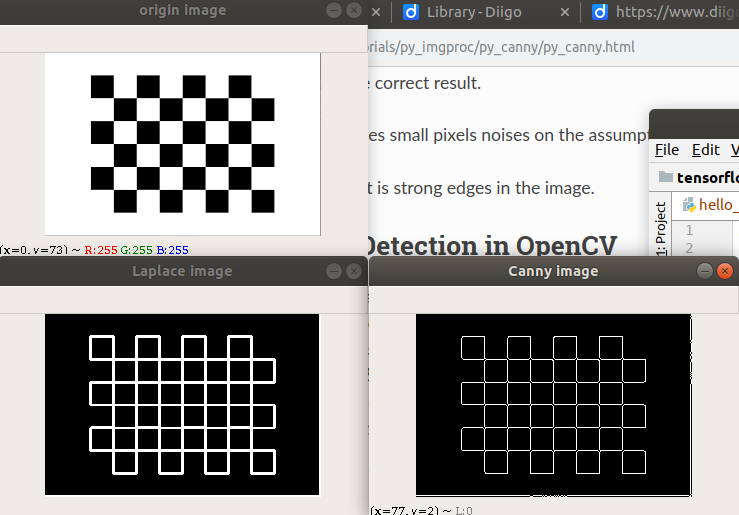 origin image
Library - Diigo
https://www.diigo
rials/py_imgproc/py_canny/py_canny.html
e correct result.
es small pixels noises on the assumpt
t is strong edges in the image.
Detection in OpenCV
File Edit V
tensorflo
hello_
1: Project
1
2
(x=0, y=73) ~ R:255 G:255 B:255
Laplace image
Canny image
(x=77, y=2) ~ L:0